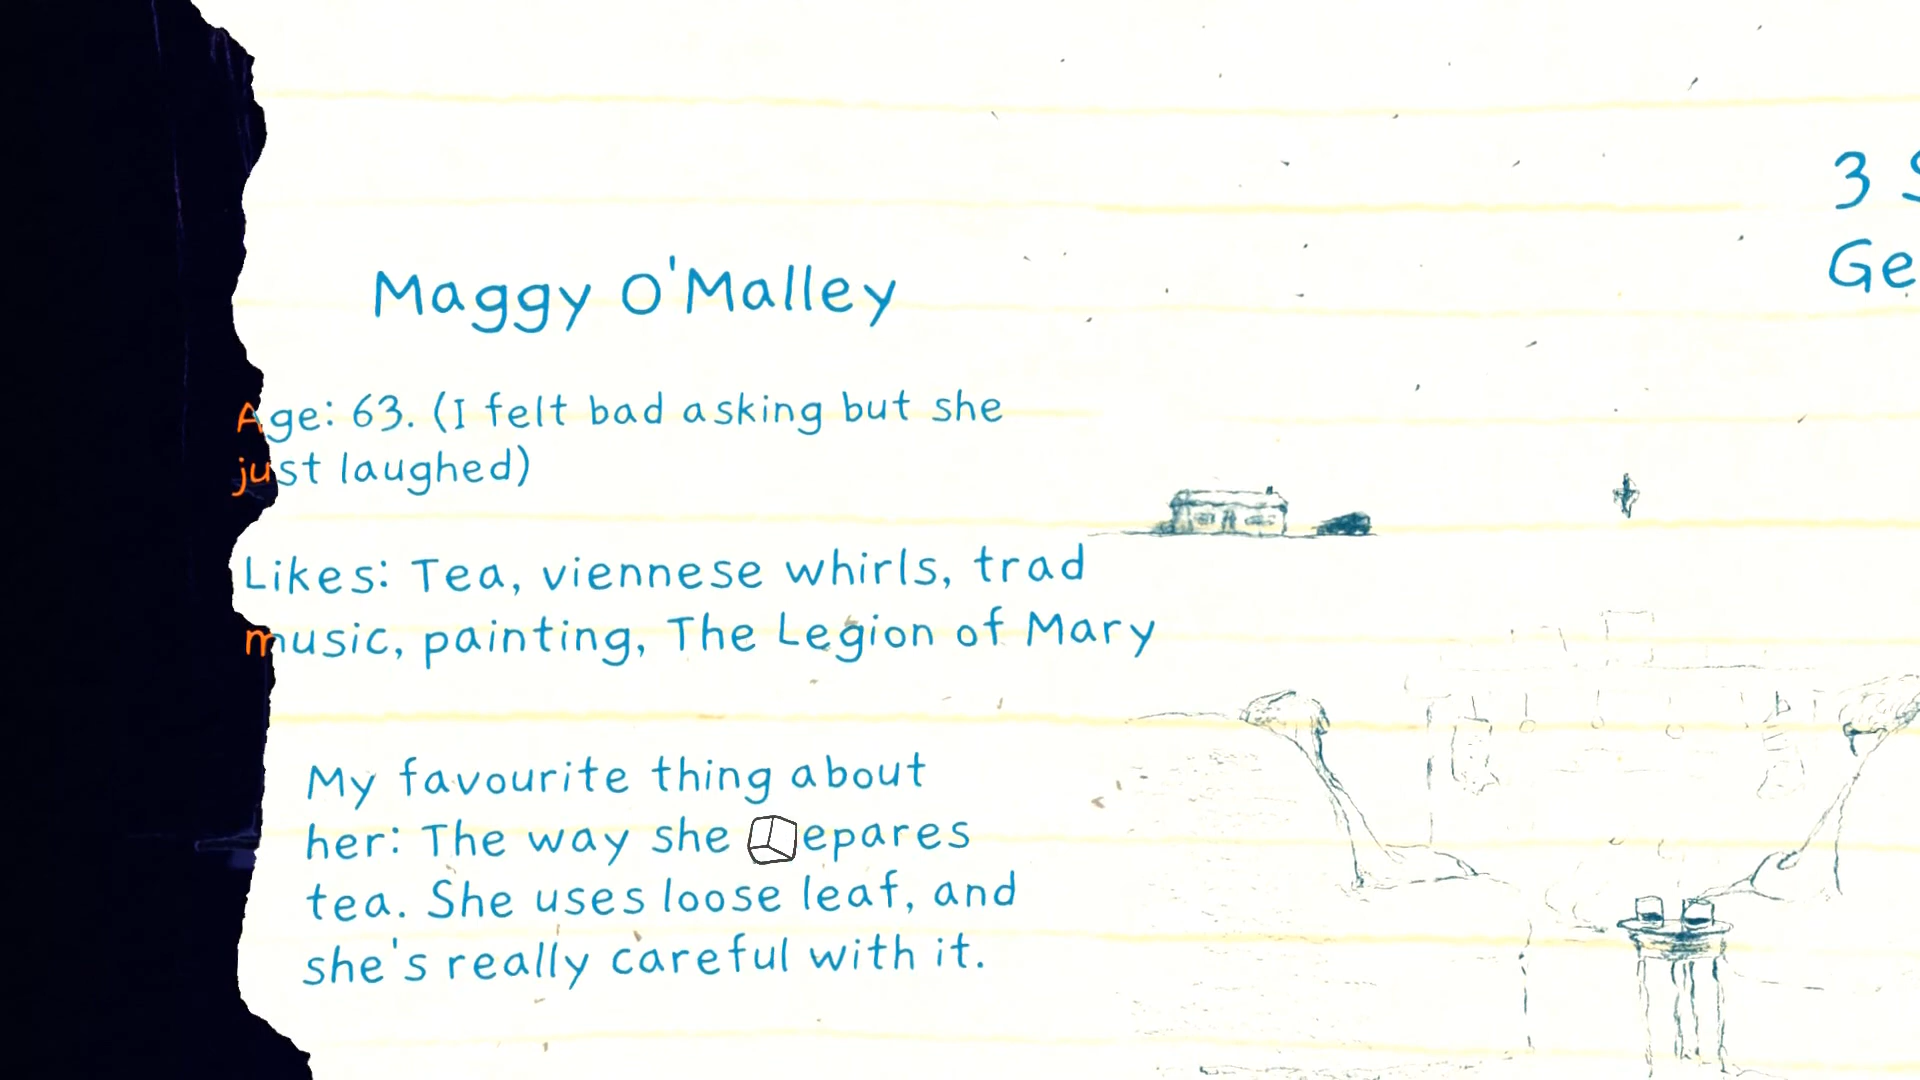 Maggy O'Malley
Age: 63. (I felt bad asking but she
just laughed)
Likes: Tea, viennese whirls, trad
music, painting, The Legion of Mary
My favourite thing about
her: The way she epares
tea. She uses loose leaf, and
she's really careful with it.
3
Ge